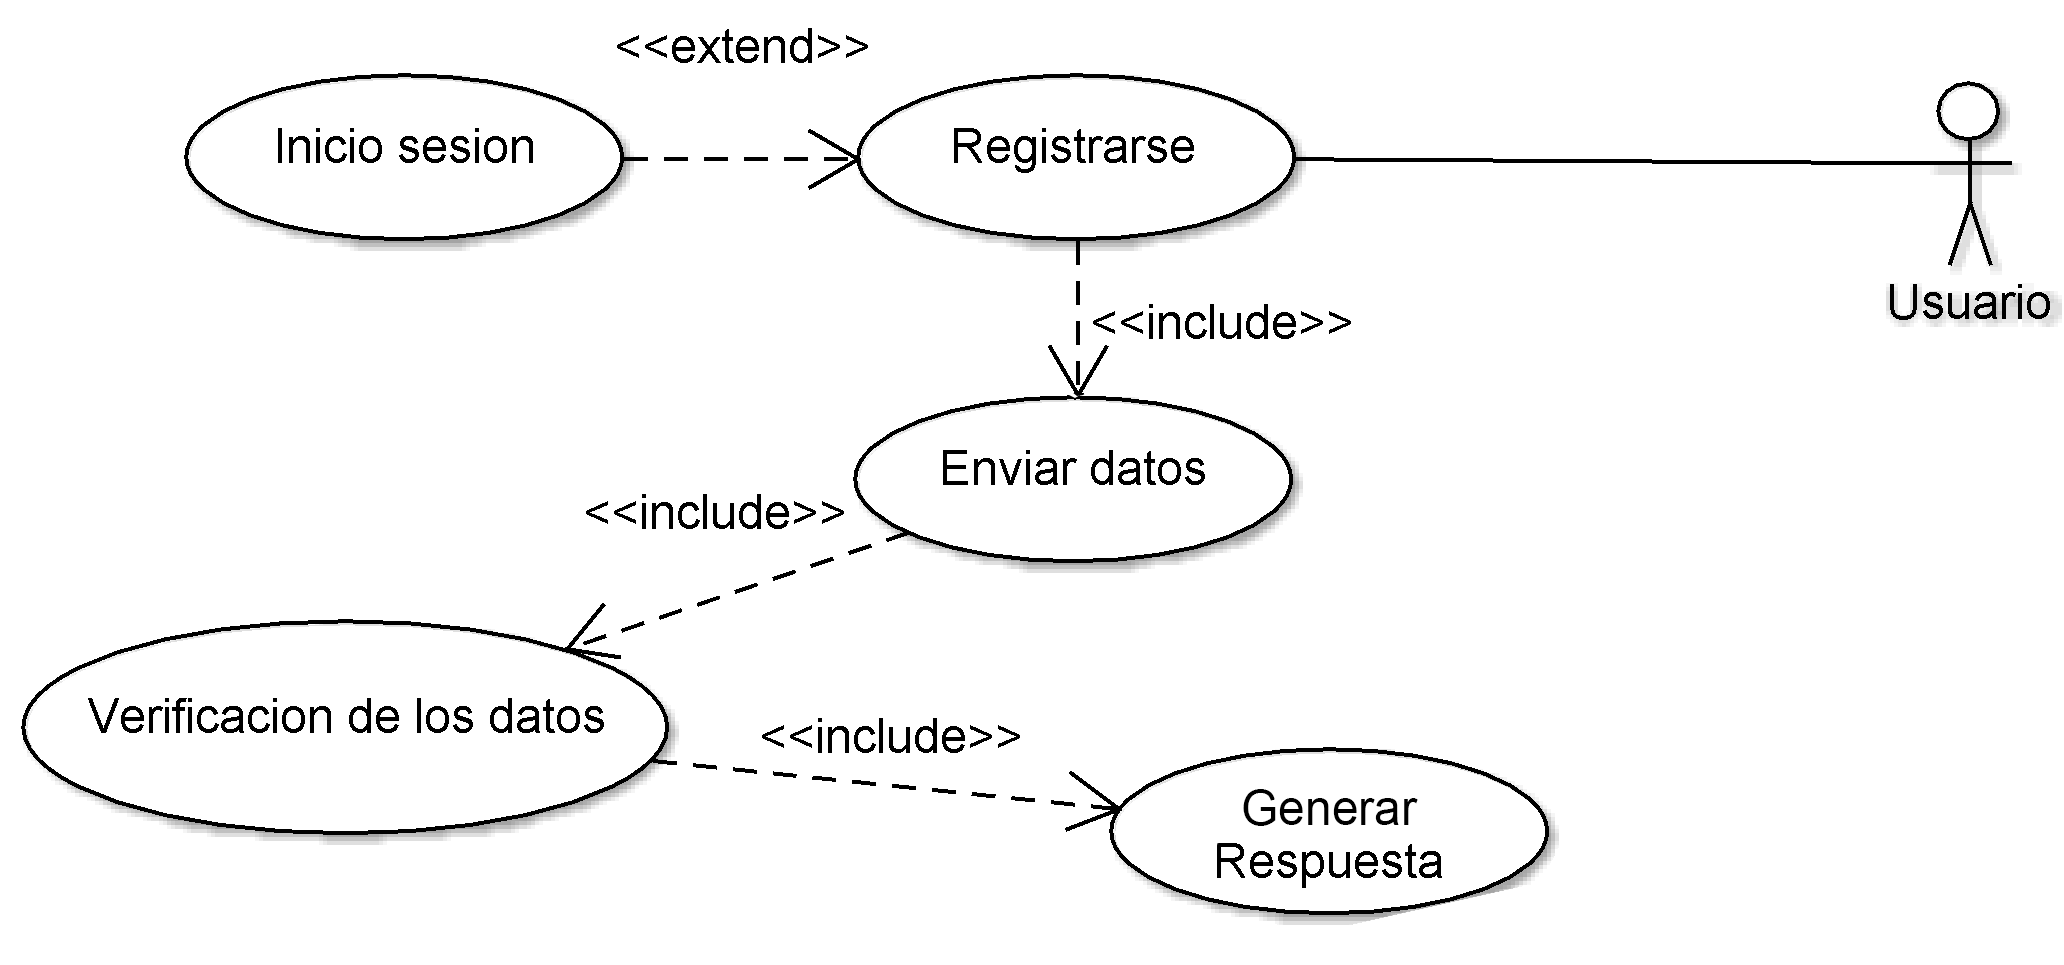 <<extend>>
Inicio sesion
Registrarse
Usuario
<<include>>
Enviar datos
<<include>>
Verificacion de los datos
<<include>>
Generar
Respuesta